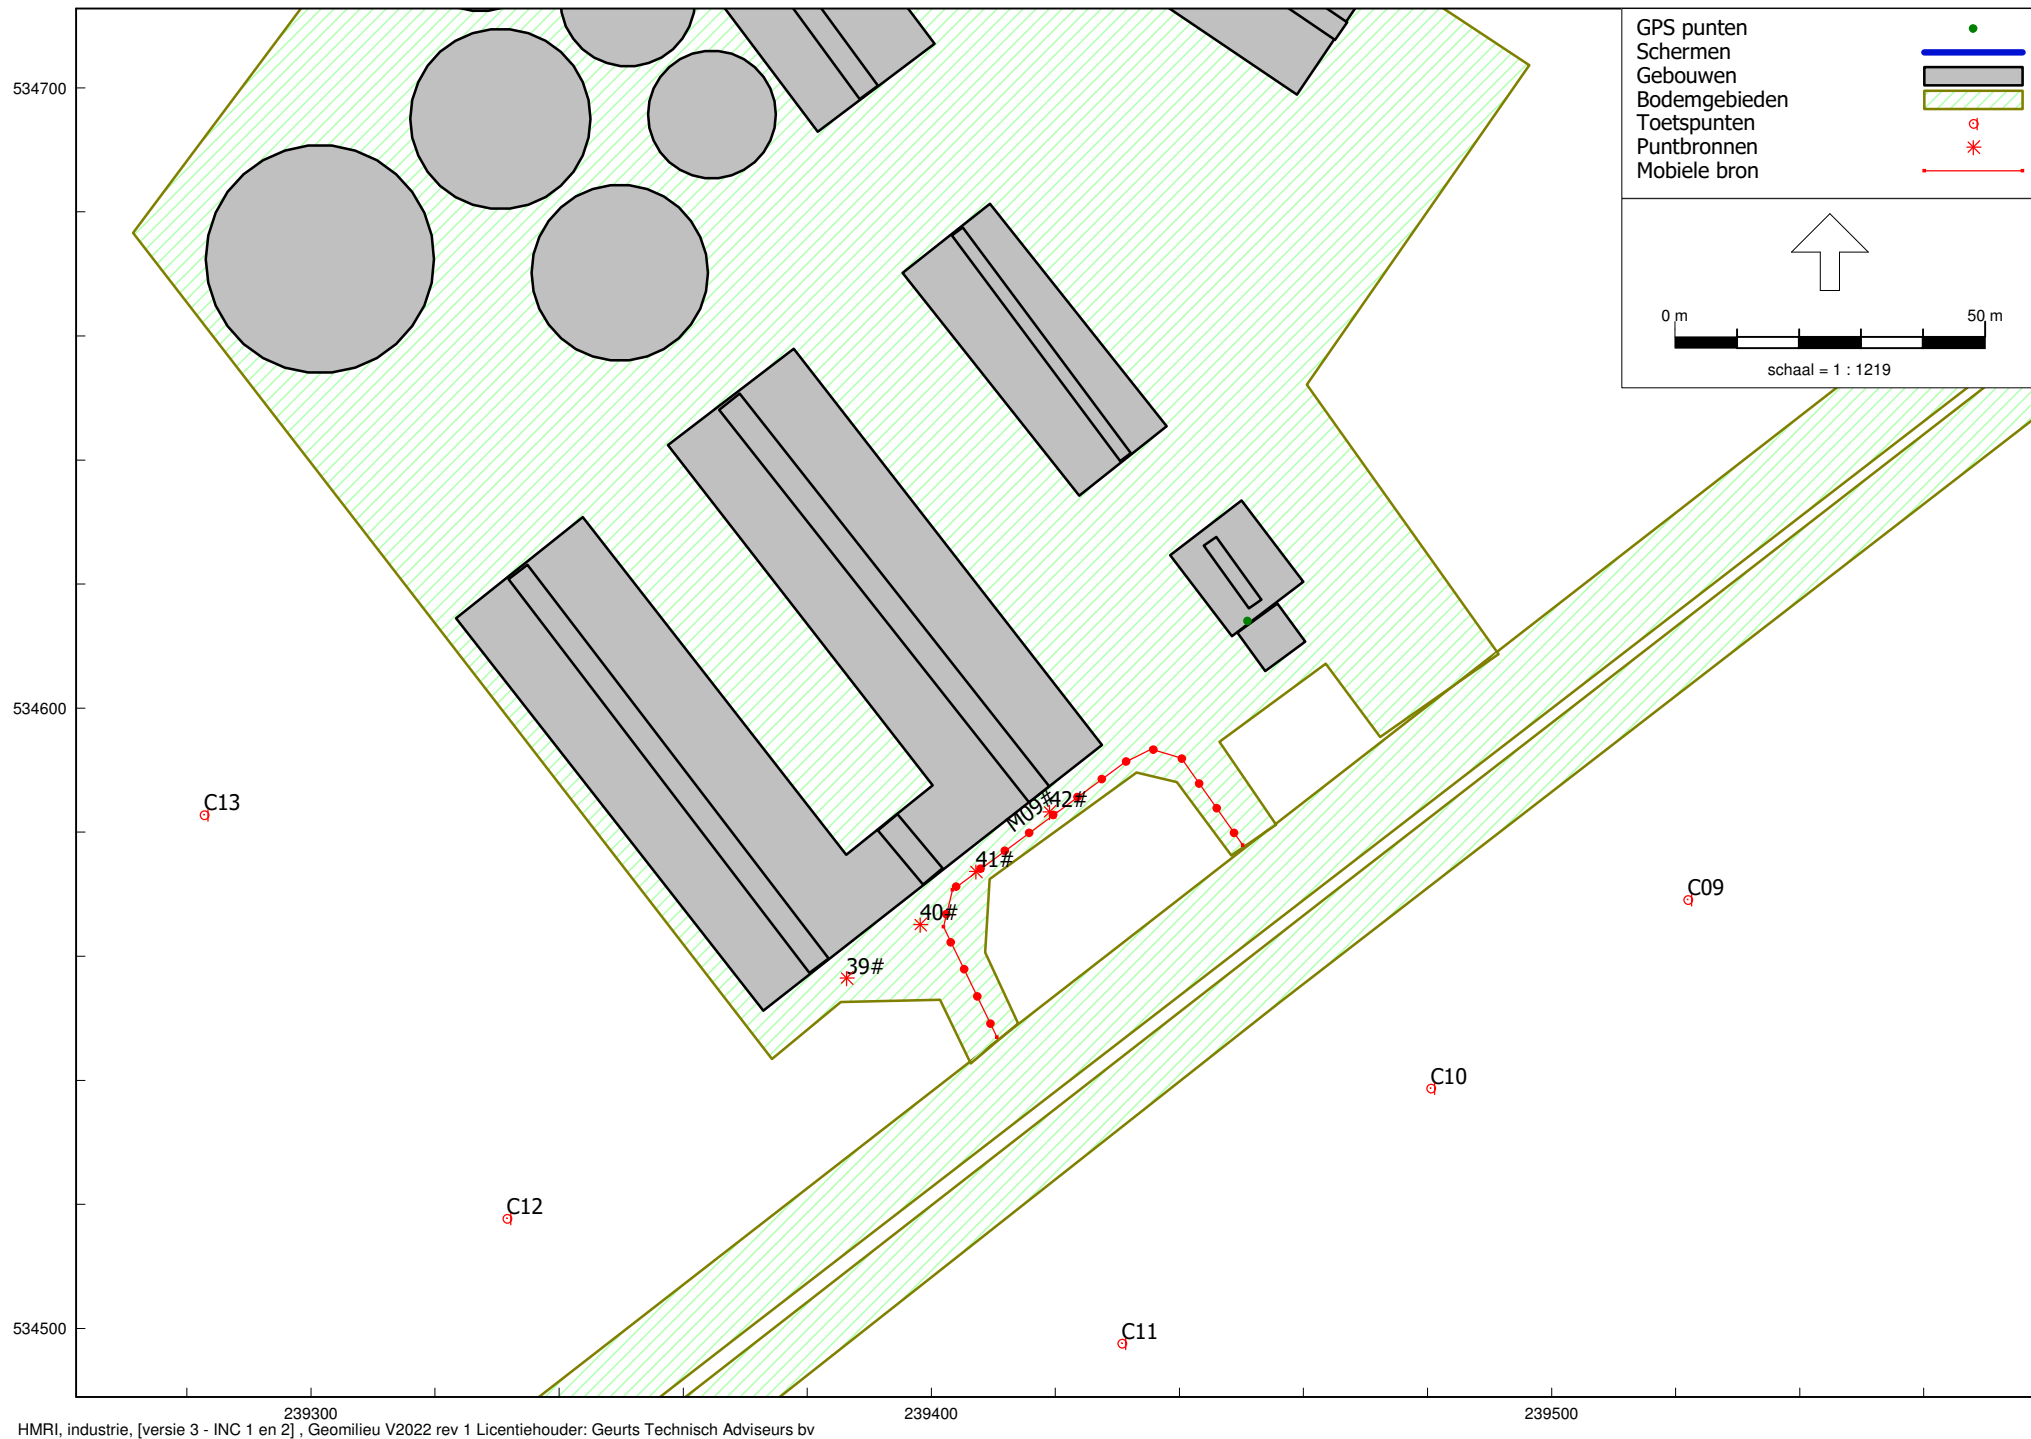 GPS punten
Schermen
Gebouwen
Bodemgebieden
Toetspunten
Puntbronnen
Mobiele bron
0 m
50 m
schaal = 1 : 1219
534700
534600
534500
239300
239400
239500
C13
C12
C11
C10
C09
M09#
42#
41#
40#
39#
HMRI, industrie, [versie 3 - INC 1 en 2] , Geomilieu V2022 rev 1 Licentiehouder: Geurts Technisch Adviseurs bv